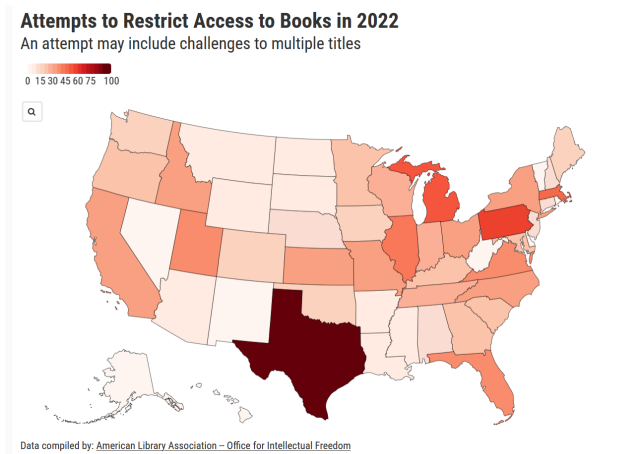 Attempts to Restrict Access to Books in 2022
An attempt may include challenges to multiple titles
0 15 30 45 60 75 100
Data compiled by: American Library Association – Office for Intellectual Freedom